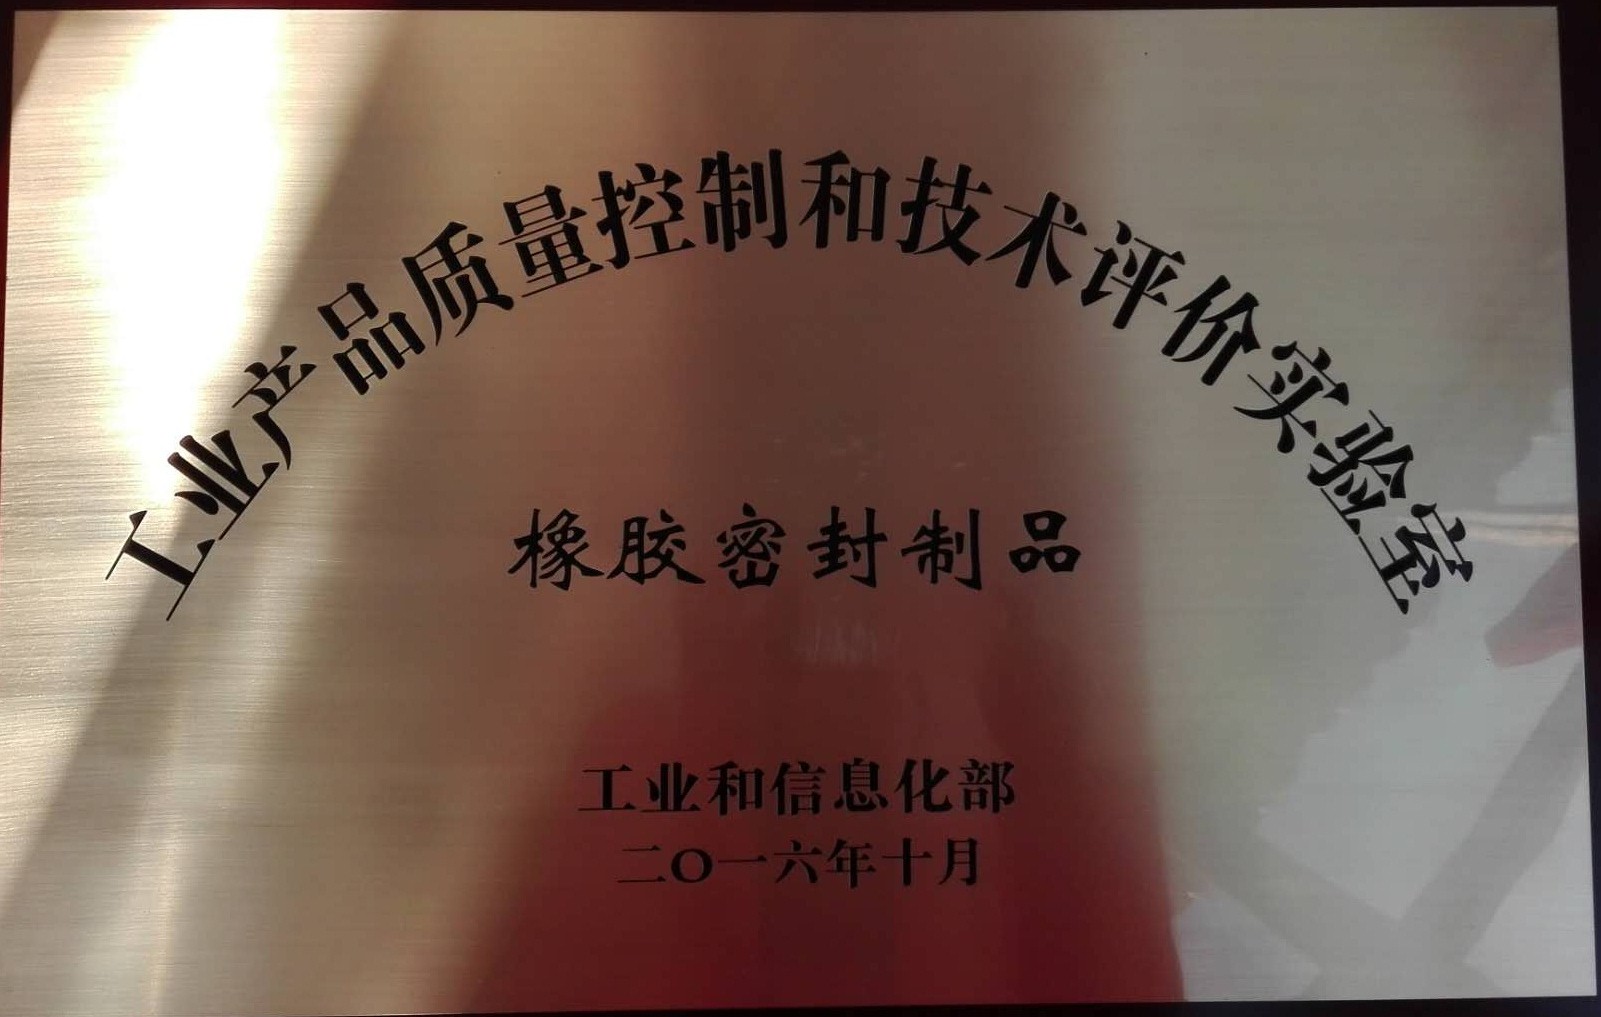 工业产品质量控制和技术评价实验室
橡胶密封制品
工业和信息化部
二〇一六年十月